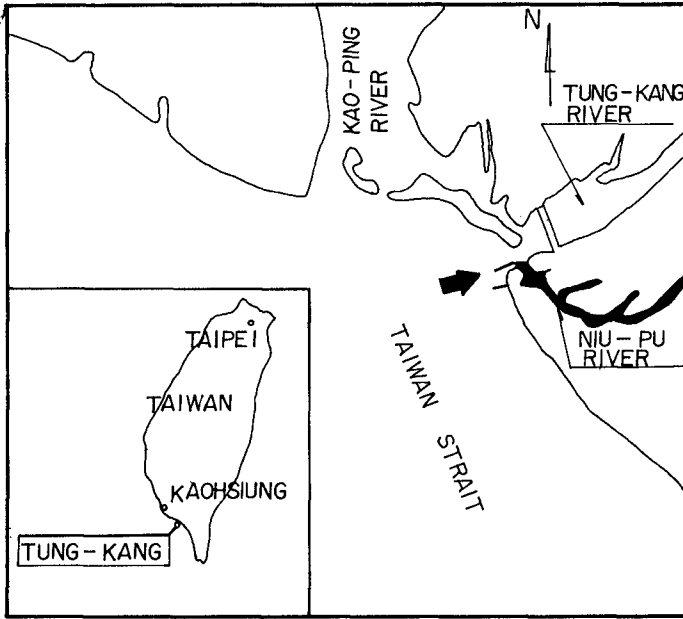 N
KAO-PING
RIVER
TUNG-KANG
RIVER
NIU-PU
RIVER
TAIWAN STRAIT
TAIPEI
TAIWAN
KAOHSIUNG
TUNG-KANG